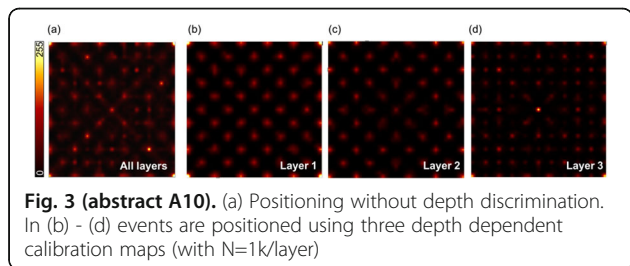 (a) (b) (c) (d)
255
0
All layers Layer 1 Layer 2 Layer 3
Fig. 3 (abstract A10). (a) Positioning without depth discrimination.
In (b) - (d) events are positioned using three depth dependent
calibration maps (with N=1k/layer)